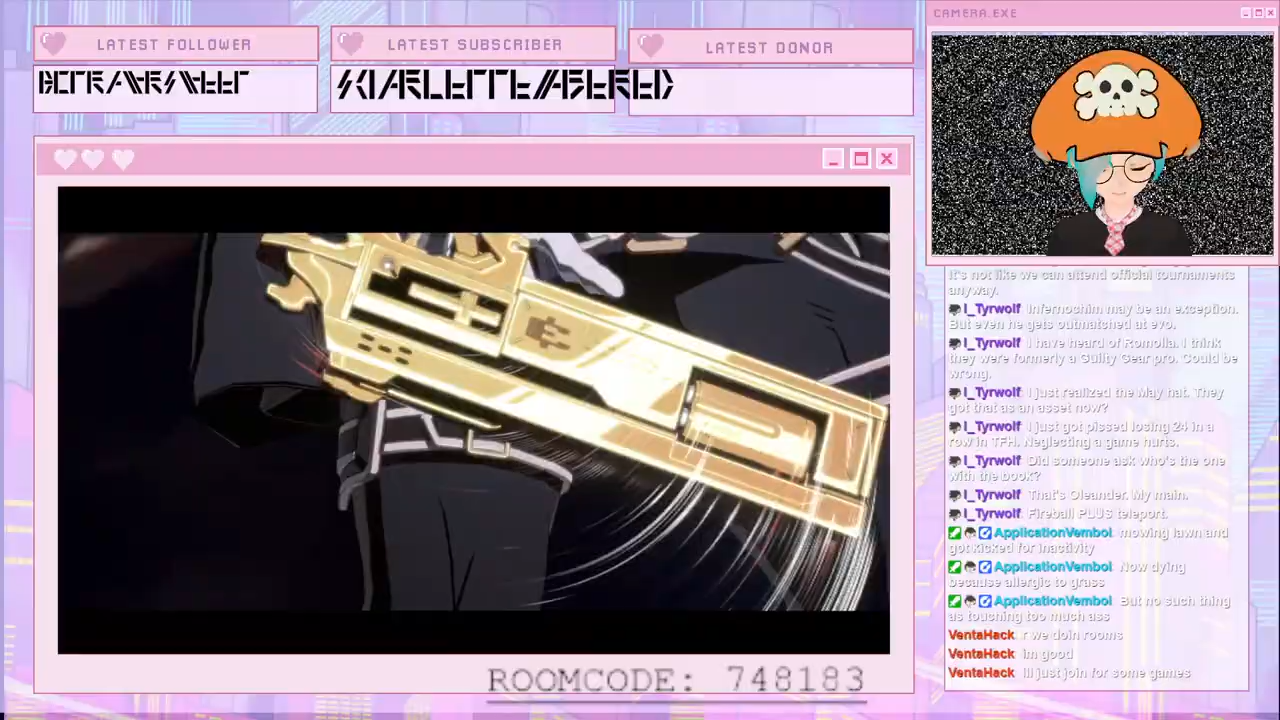 LATEST FOLLOWER
LATEST SUBSCRIBER
LATEST DONOR
CAMERA.EXE
It's not like we can attend official tournaments
anyway.
I_Tyrwolf Infernochim may be an exception.
But even he gets outmatched at evo.
I_Tyrwolf I have heard of Romolla. I think
they were formerly a Guilty Gear pro. Could be
wrong.
I_Tyrwolf I just realized the May hat. They
got that as an asset now?
I_Tyrwolf I just got pissed losing 24 in a
row in TFH. Neglecting a game hurts.
I_Tyrwolf Did someone ask who's the one
with the book?
I_Tyrwolf That's Oleander. My main.
I_Tyrwolf Fireball PLUS teleport.
ApplicationVembol mowing lawn and
got kicked for inactivity
ApplicationVembol Now dying
because allergic to grass
ApplicationVembol But no such thing
as touching too much ass
VentaHack r we doin rooms
VentaHack im good
VentaHack ill just join for some games
ROOMCODE: 748183